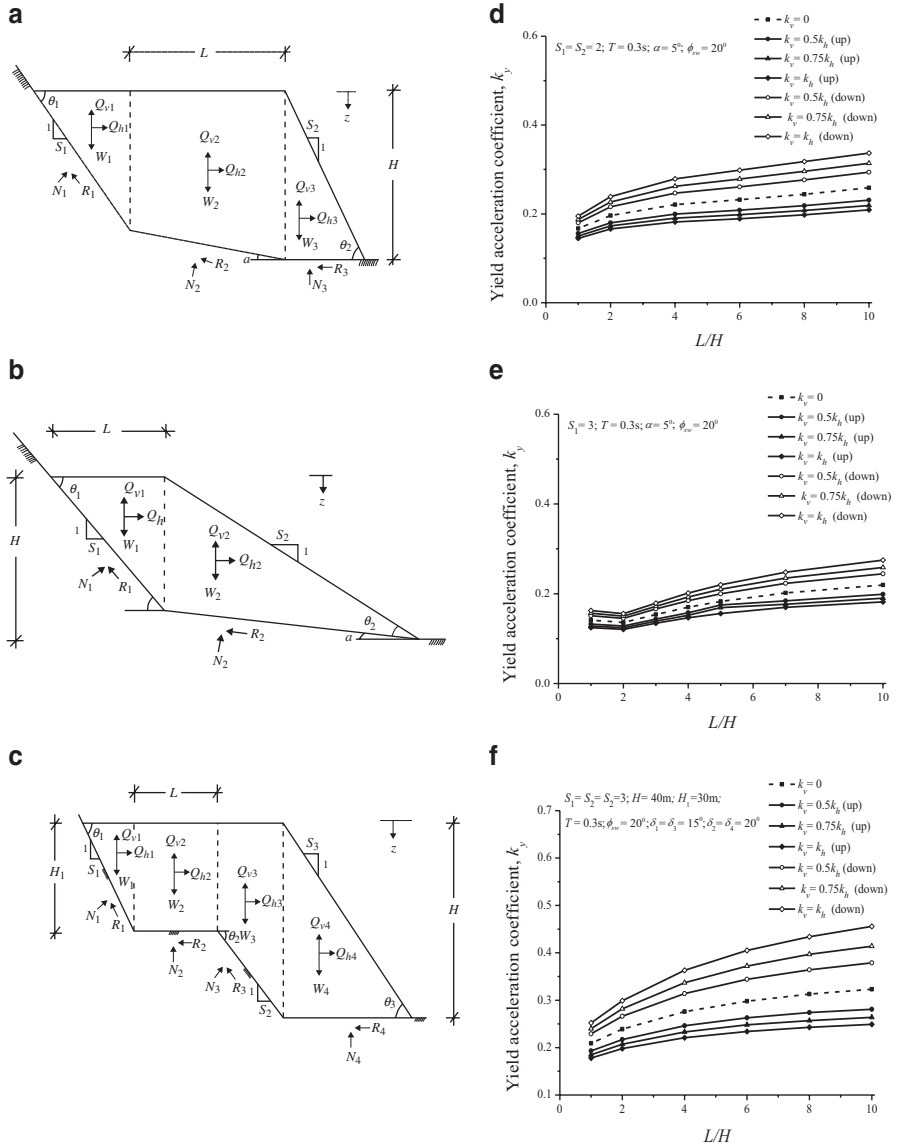 a
L
θ1
Qv1
Qh1
W1
1
S1
N1
R1
Qv2
Qh2
W2
S2
1
z
H
Qv3
Qh3
W3
θ2
a
R2
N2
R3
N3
d
Yield acceleration coefficient, ky
0.6
0.4
0.2
0.0
S1= S2= 2; T= 0.3s; α= 5⁰; ϕsw= 20⁰
kv= 0
kv= 0.5kh (up)
kv= 0.75kh (up)
kv= kh (up)
kv= 0.5kh (down)
kv= 0.75kh (down)
kv= kh (down)
0 2 4 6 8 10
L/H
b
L
θ1
Qv1
Qh
W1
1
S1
N1
R1
H
z
Qv2
Qh2
W2
S2
1
θ2
a
R2
N2
e
Yield acceleration coefficient, ky
0.6
0.4
0.2
0.0
S1= 3; T= 0.3s; α= 5⁰; ϕsw= 20⁰
kv= 0
kv= 0.5kh (up)
kv= 0.75kh (up)
kv= kh (up)
kv= 0.5kh (down)
kv= 0.75kh (down)
kv= kh (down)
0 2 4 6 8 10
L/H
c
L
θ1
Qv1
Qh1
W1
1
S1
N1
R1
H1
Qv2
Qh2
W2
R2
N2
Qv3
Qh3
θ2
W3
N3
R3
1
S2
S3
1
z
H
Qv4
Qh4
W4
θ3
R4
N4
f
Yield acceleration coefficient, ky
0.7
0.6
0.5
0.4
0.3
0.2
0.1
S1= S2= S2=3; H= 40m; H1=30m;
T= 0.3s; ϕsw= 20⁰; δ1= δ3= 15⁰; δ2= δ4= 20⁰
kv= 0
kv= 0.5kh (up)
kv= 0.75kh (up)
kv= kh (up)
kv= 0.5kh (down)
kv= 0.75kh (down)
kv= kh (down)
0 2 4 6 8 10
L/H